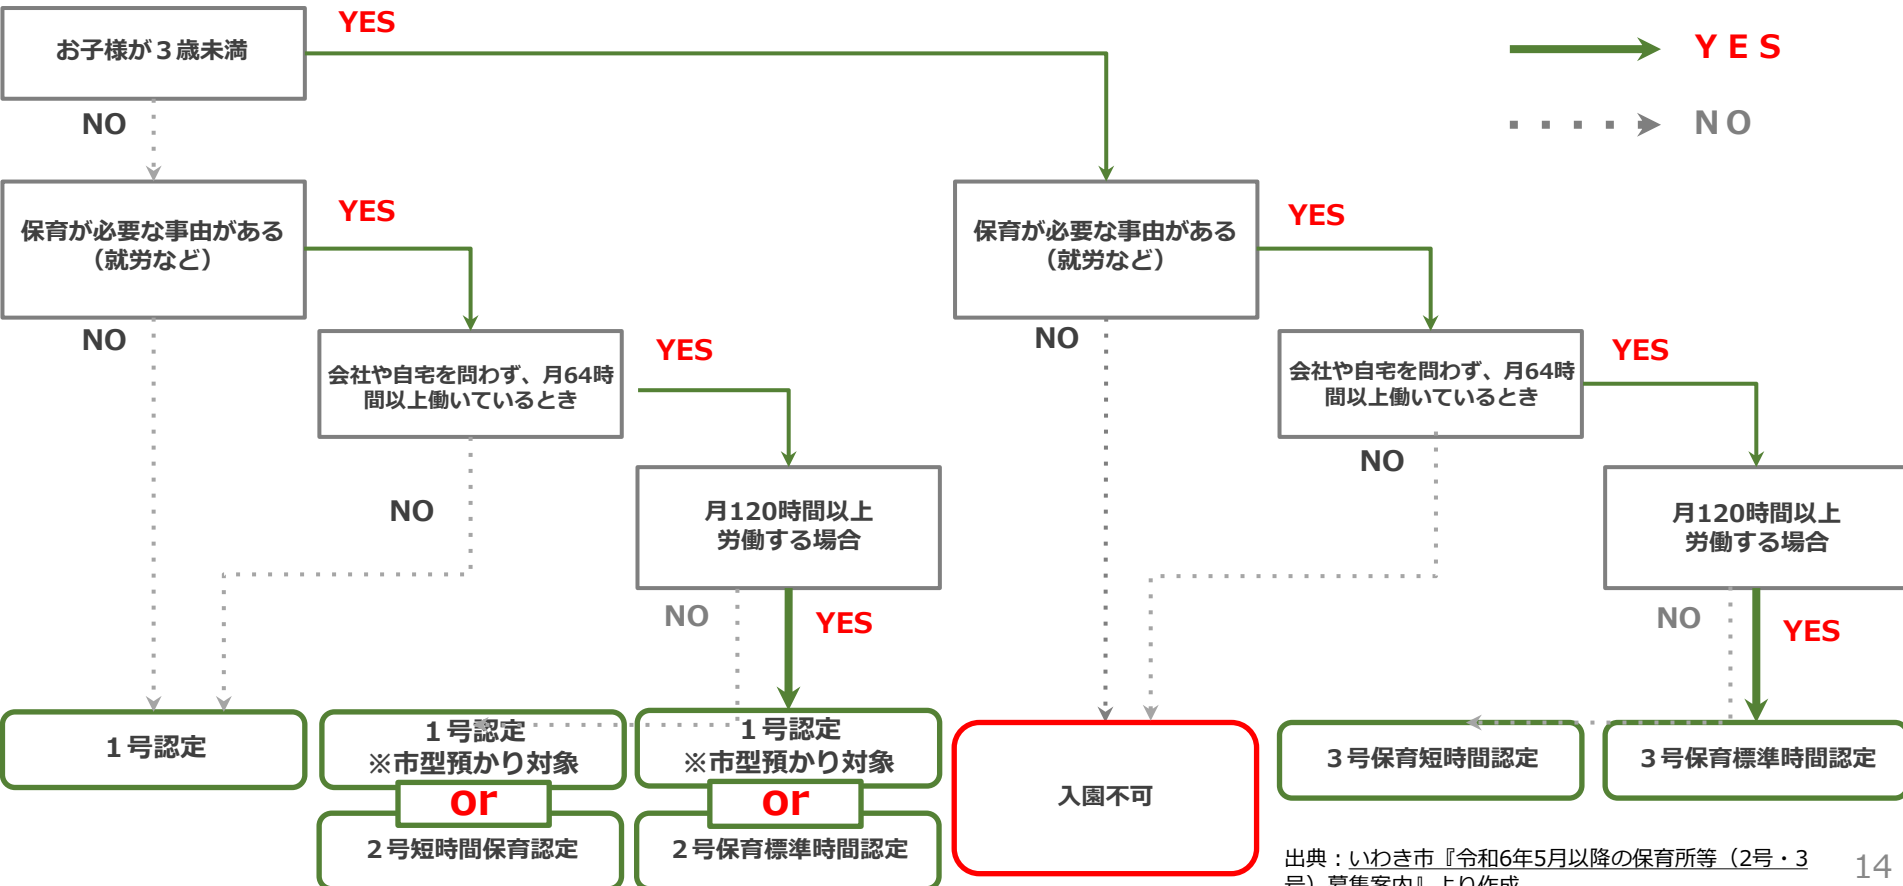 お子様が３歳未満
YES
NO
ＹＥＳ
ＮＯ
保育が必要な事由がある
（就労など）
YES
NO
会社や自宅を問わず、月64時
間以上働いているとき
YES
NO
月120時間以上
労働する場合
NO
YES
保育が必要な事由がある
（就労など）
YES
NO
会社や自宅を問わず、月64時
間以上働いているとき
YES
NO
月120時間以上
労働する場合
NO
YES
１号認定
１号認定
※市型預かり対象
or
２号短時間保育認定
１号認定
※市型預かり対象
or
２号保育標準時間認定
入園不可
３号保育短時間認定
３号保育標準時間認定
出典：いわき市『令和6年5月以降の保育所等（2号・3
号）募集案内』より作成
14